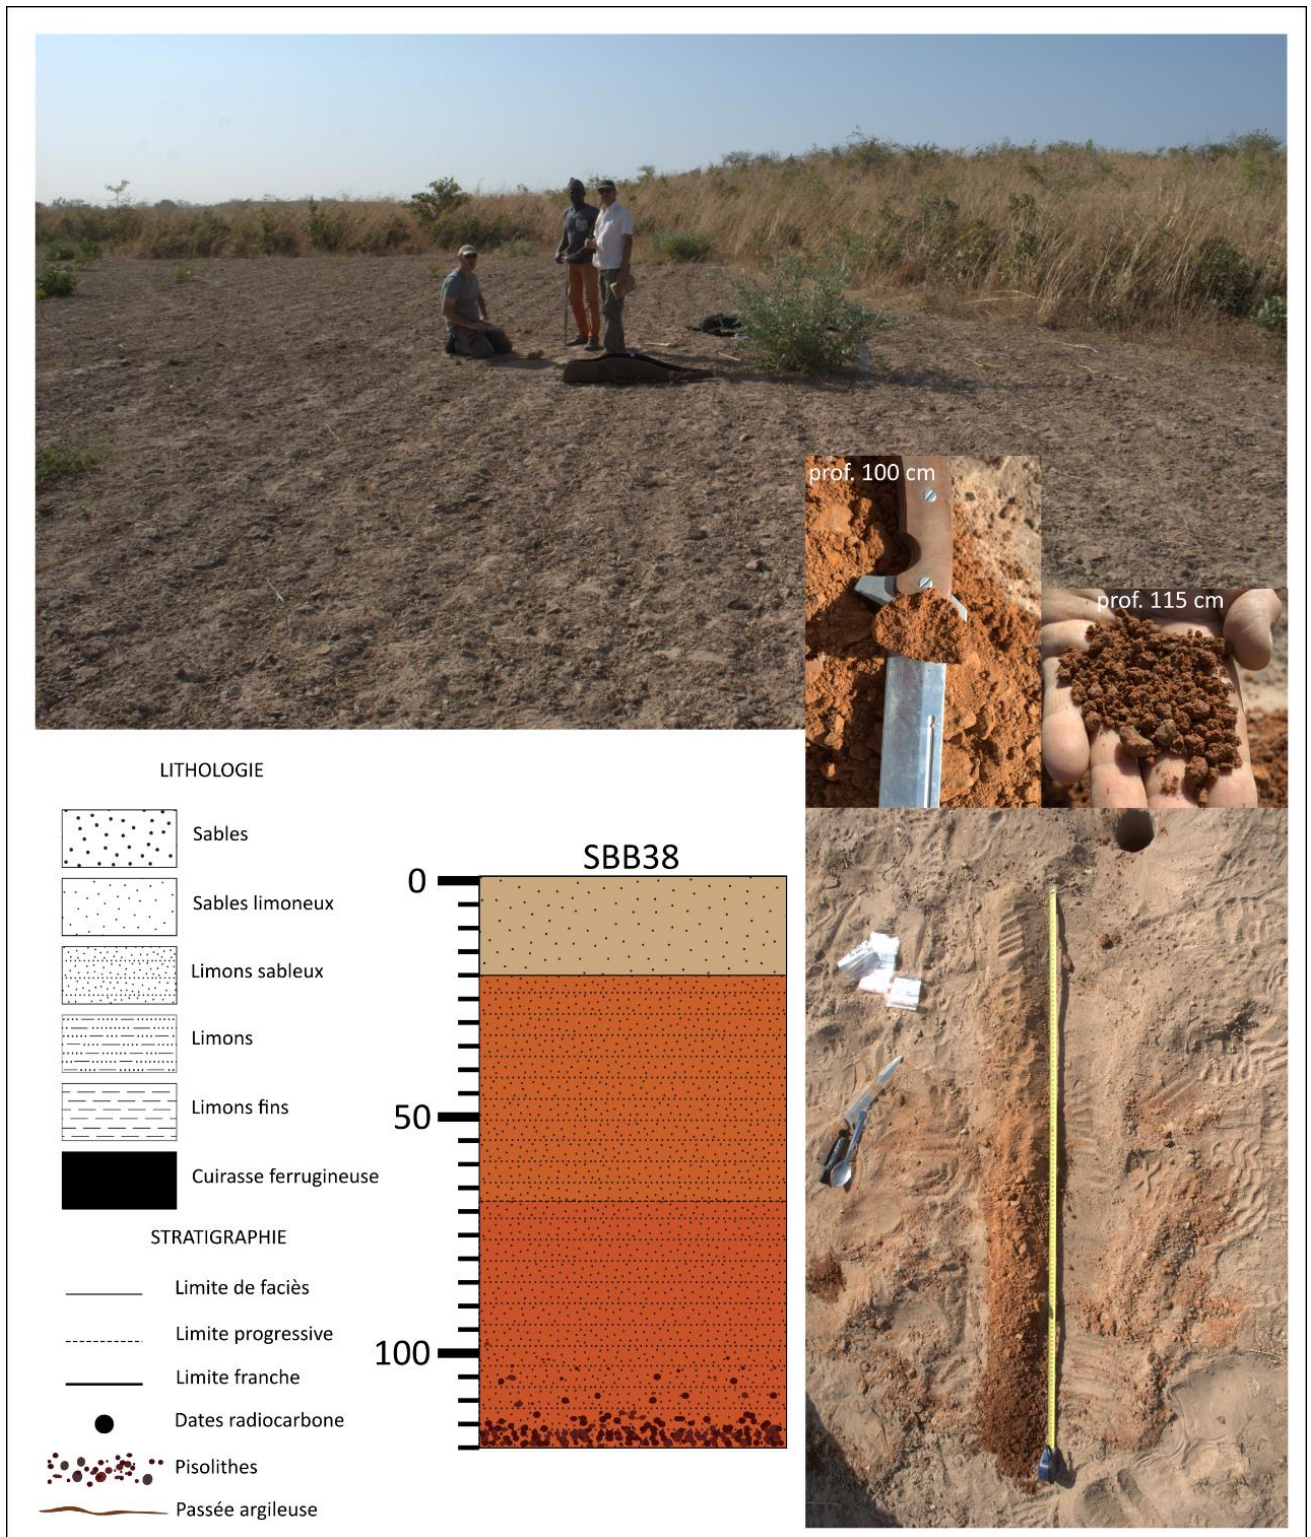 prof. 100 cm
prof. 115 cm
LITHOLOGIE
Sables
Sables limoneux
Limons sableux
Limons
Limons fins
Cuirasse ferrugineuse
STRATIGRAPHIE
Limite de faciès
Limite progressive
Limite franche
Dates radiocarbone
Pisolithes
Passée argileuse
SBB38
0
50
100